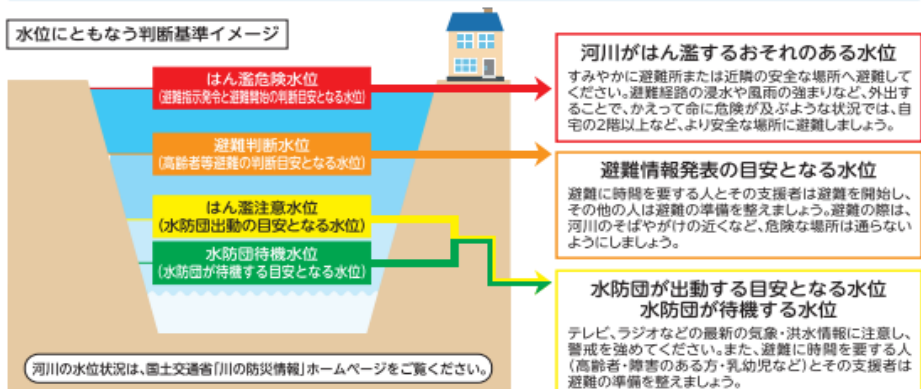 水位にともなう判断基準イメージ
はん濫危険水位
(避難指示発令と避難開始の判断目安となる水位)
避難判断水位
(高齢者等避難の判断目安となる水位)
はん濫注意水位
(水防団出動の目安となる水位)
水防団待機水位
(水防団が待機する目安となる水位)
河川の水位状況は、国土交通省「川の防災情報」ホームページをご覧ください。
河川がはん濫するおそれのある水位
すみやかに避難所または近隣の安全な場所へ避難して
ください。避難経路の浸水や風雨の強まりなど、外出す
ることで、かえって命に危険が及ぶような状況では、自
宅の2階以上など、より安全な場所に避難しましょう。
避難情報発表の目安となる水位
避難に時間を要する人とその支援者は避難を開始し、
その他の人は避難の準備を整えましょう。避難の際は、
河川のそばやがけの近くなど、危険な場所は通らない
ようにしましょう。
水防団が出動する目安となる水位
水防団が待機する水位
テレビ、ラジオなどの最新の気象・洪水情報に注意し、
警戒を強めてください。また、避難に時間を要する人
(高齢者・障害のある方・乳幼児など)とその支援者は
避難の準備を整えましょう。